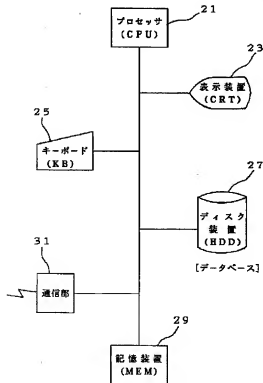 21
プロセッサ
(CPU)
23
表示装置
(CRT)
25
キーボード
(KB)
27
ディスク
装置
(HDD)
[データベース]
31
通信部
29
記憶装置
(MEM)